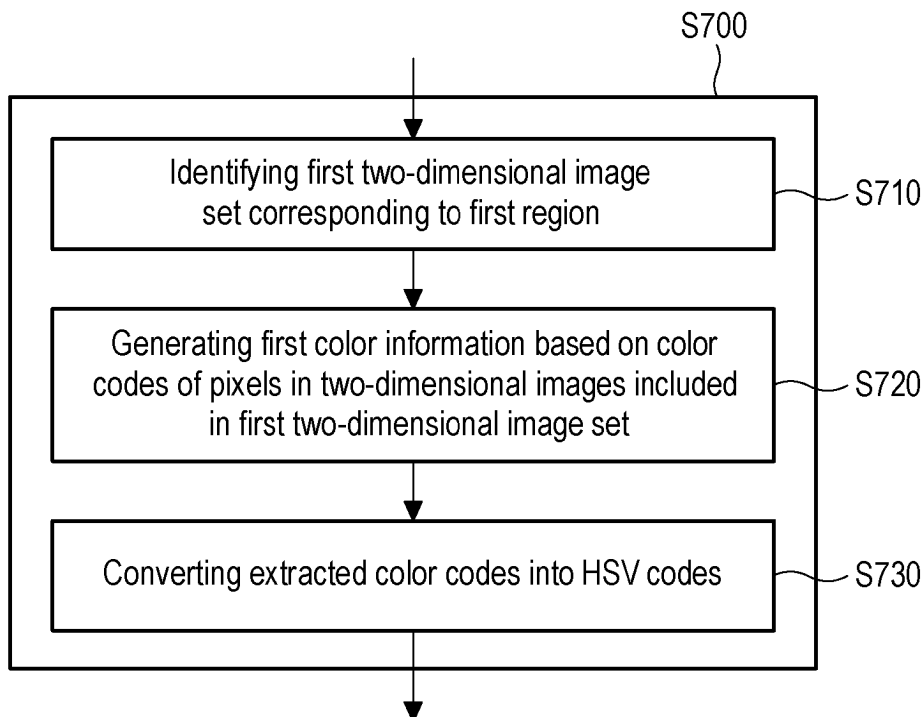 S700
Identifying first two-dimensional image
set corresponding to first region
S710
Generating first color information based on color
codes of pixels in two-dimensional images included
in first two-dimensional image set
S720
Converting extracted color codes into HSV codes
S730